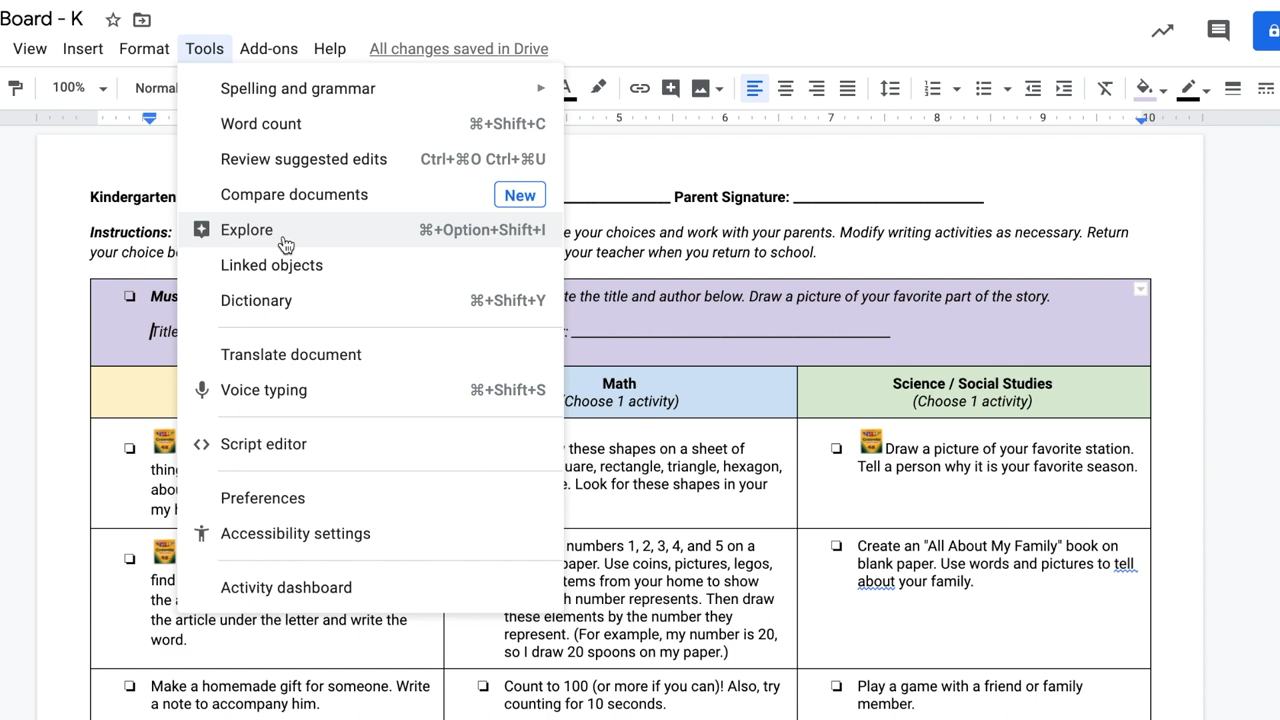 Board - K
View Insert Format Tools Add-ons Help All changes saved in Drive
100% Normal
Spelling and grammar
Word count ⌘+Shift+C
Review suggested edits Ctrl+⌘O Ctrl+⌘U
Compare documents New
Explore ⌘+Option+Shift+I
Linked objects
Dictionary ⌘+Shift+Y
Translate document
Voice typing ⌘+Shift+S
Script editor
Preferences
Accessibility settings
Activity dashboard
5 6 7 8 9 10
Kindergarten Parent Signature:
Instructions: your choices and work with your parents. Modify writing activities as necessary. Return
your choice your teacher when you return to school.
the title and author below. Draw a picture of your favorite part of the story.
Math
(Choose 1 activity)
Science / Social Studies
(Choose 1 activity)
my
the
the article under the letter and write the
word.
these shapes on a sheet of
rectangle, triangle, hexagon,
Look for these shapes in your
numbers 1, 2, 3, 4, and 5 on a
Use coins, pictures, legos,
from your home to show
number represents. Then draw
these elements by the number they
represent. (For example, my number is 20,
so I draw 20 spoons on my paper.)
Draw a picture of your favorite station.
Tell a person why it is your favorite season.
Create an "All About My Family" book on
blank paper. Use words and pictures to tell
about your family.
Make a homemade gift for someone. Write
a note to accompany him.
Count to 100 (or more if you can)! Also, try
counting for 10 seconds.
Play a game with a friend or family
member.